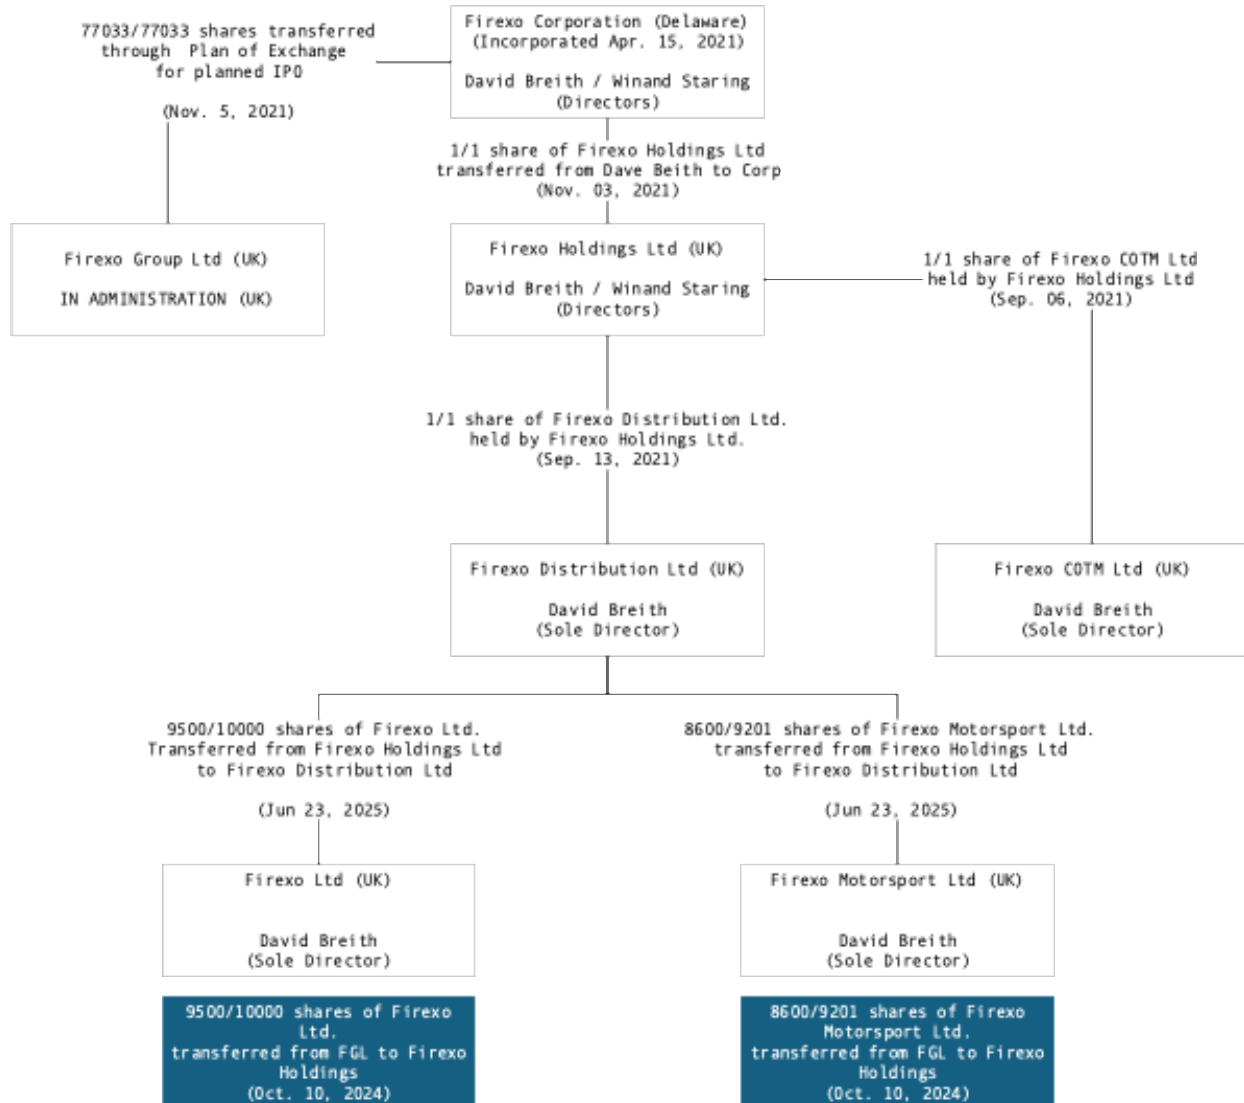 77033/77033 shares transferred
through Plan of Exchange
for planned IPO
(Nov. 5, 2021)
Firexo Corporation (Delaware)
(Incorporated Apr. 15, 2021)
David Breith / Winand Staring
(Directors)
1/1 share of Firexo Holdings Ltd
transferred from Dave Beith to Corp
(Nov. 03, 2021)
Firexo Group Ltd (UK)
IN ADMINISTRATION (UK)
Firexo Holdings Ltd (UK)
David Breith / Winand Staring
(Directors)
1/1 share of Firexo COTM Ltd
held by Firexo Holdings Ltd
(Sep. 06, 2021)
1/1 share of Firexo Distribution Ltd.
held by Firexo Holdings Ltd.
(Sep. 13, 2021)
Firexo Distribution Ltd (UK)
David Breith
(Sole Director)
Firexo COTM Ltd (UK)
David Breith
(Sole Director)
9500/10000 shares of Firexo Ltd.
Transferred from Firexo Holdings Ltd
to Firexo Distribution Ltd
(Jun 23, 2025)
8600/9201 shares of Firexo Motorsport Ltd.
transferred from Firexo Holdings Ltd
to Firexo Distribution Ltd
(Jun 23, 2025)
Firexo Ltd (UK)
David Breith
(Sole Director)
Firexo Motorsport Ltd (UK)
David Breith
(Sole Director)
9500/10000 shares of Firexo
Ltd.
transferred from FGL to Firexo
Holdings
(Oct. 10, 2024)
8600/9201 shares of Firexo
Motorsport Ltd.
transferred from FGL to Firexo
Holdings
(Oct. 10, 2024)